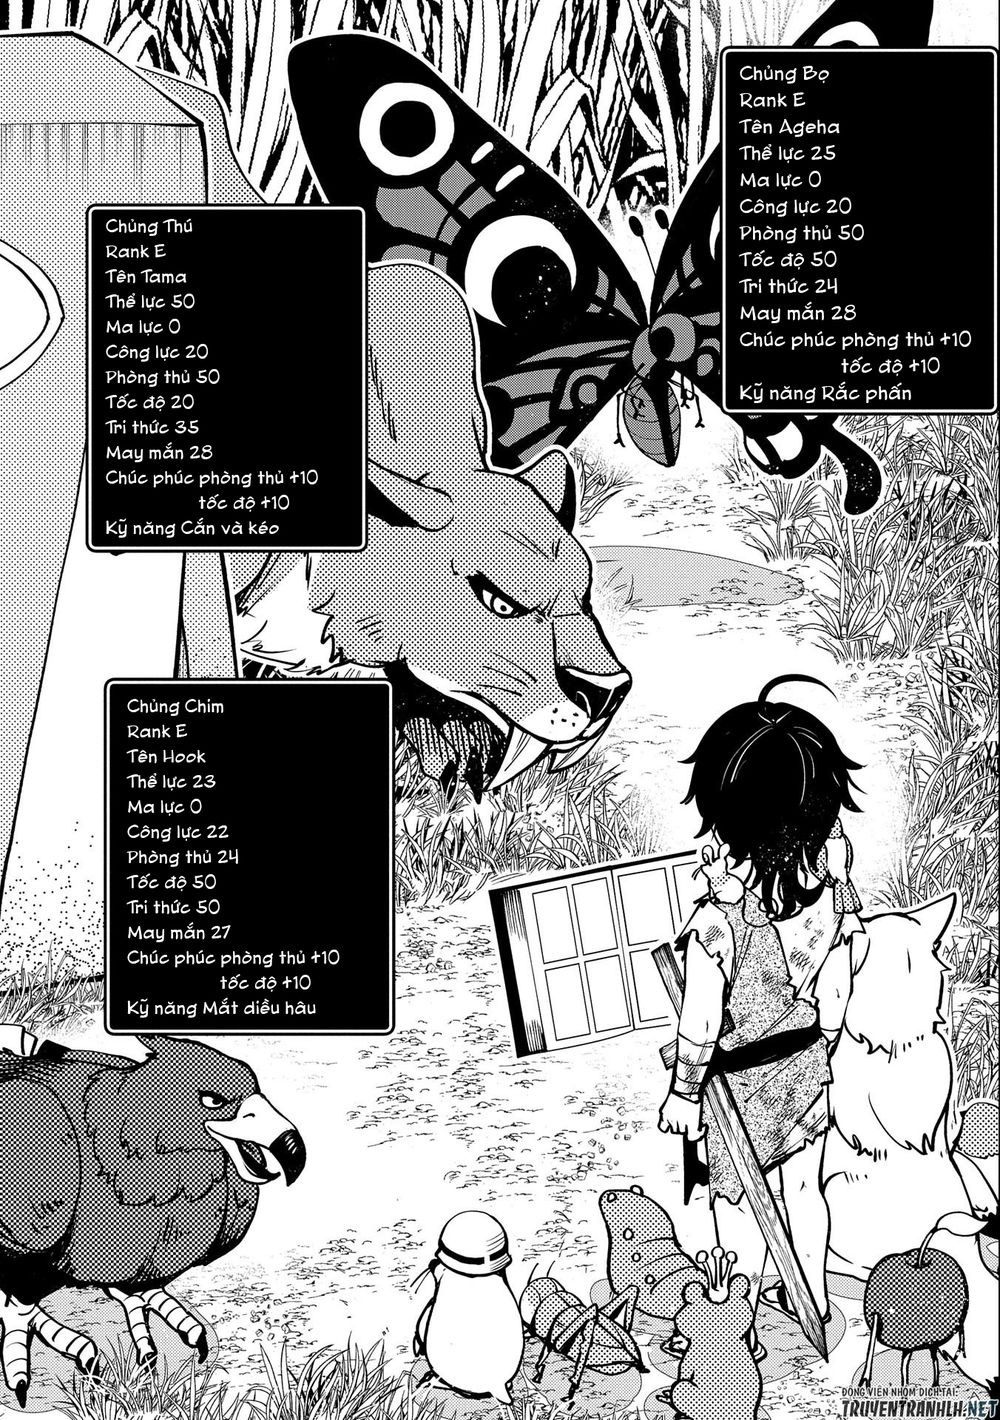 Chủng Bọ
Rank E
Tên Ageha
Thể lực 25
Ma lực 0
Công lực 20
Phòng thủ 50
Tốc độ 50
Tri thức 24
May mắn 28
Chúc phúc phòng thủ +10
tốc độ +10
Kỹ năng Rắc phấn
Chủng Thú
Rank E
Tên Tama
Thể lực 50
Ma lực 0
Công lực 20
Phòng thủ 50
Tốc độ 20
Tri thức 35
May mắn 28
Chúc phúc phòng thủ +10
tốc độ +10
Kỹ năng Cắn và kéo
Chủng Chim
Rank E
Tên Hook
Thể lực 23
Ma lực 0
Công lực 22
Phòng thủ 24
Tốc độ 50
Tri thức 50
May mắn 27
Chúc phúc phòng thủ +10
tốc độ +10
Kỹ năng Mắt diều hâu
ĐỘNG VIÊN NHÓM DỊCH TẠI:
TRUYENTRANHLH.NET